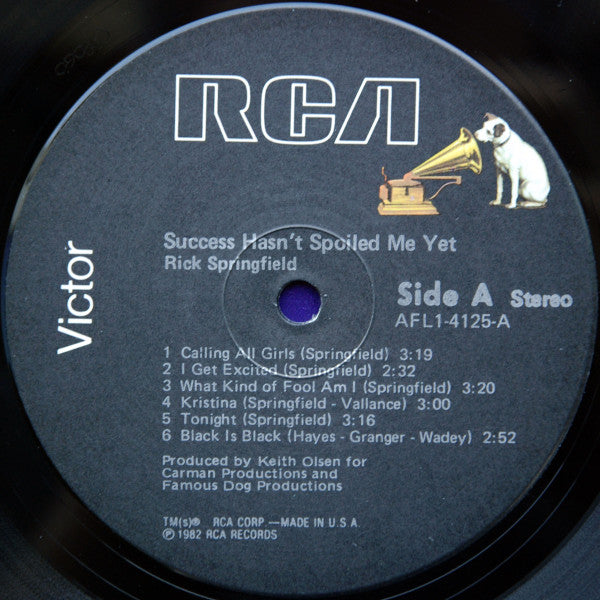 RCA
Victor
Success Hasn't Spoiled Me Yet
Rick Springfield
Side A Stereo
AFL1-4125-A
1 Calling All Girls (Springfield) 3:19
2 I Get Excited (Springfield) 2:32
3 What Kind of Fool Am I (Springfield) 3:20
4 Kristina (Springfield - Vallance) 3:00
5 Tonight (Springfield) 3:16
6 Black Is Black (Hayes - Granger - Wadey) 2:52
Produced by Keith Olsen for
Carman Productions and
Famous Dog Productions
TM(s)® RCA CORP.—MADE IN U.S.A.
℗ 1982 RCA RECORDS